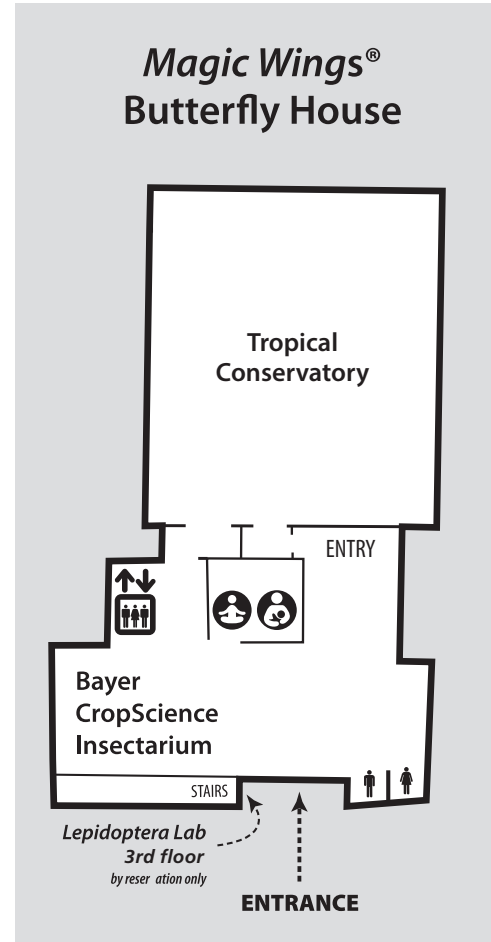 Magic Wings®
Butterfly House
Tropical
Conservatory
ENTRY
Bayer
CropScience
Insectarium
STAIRS
Lepidoptera Lab
3rd floor
by reser ation only
ENTRANCE